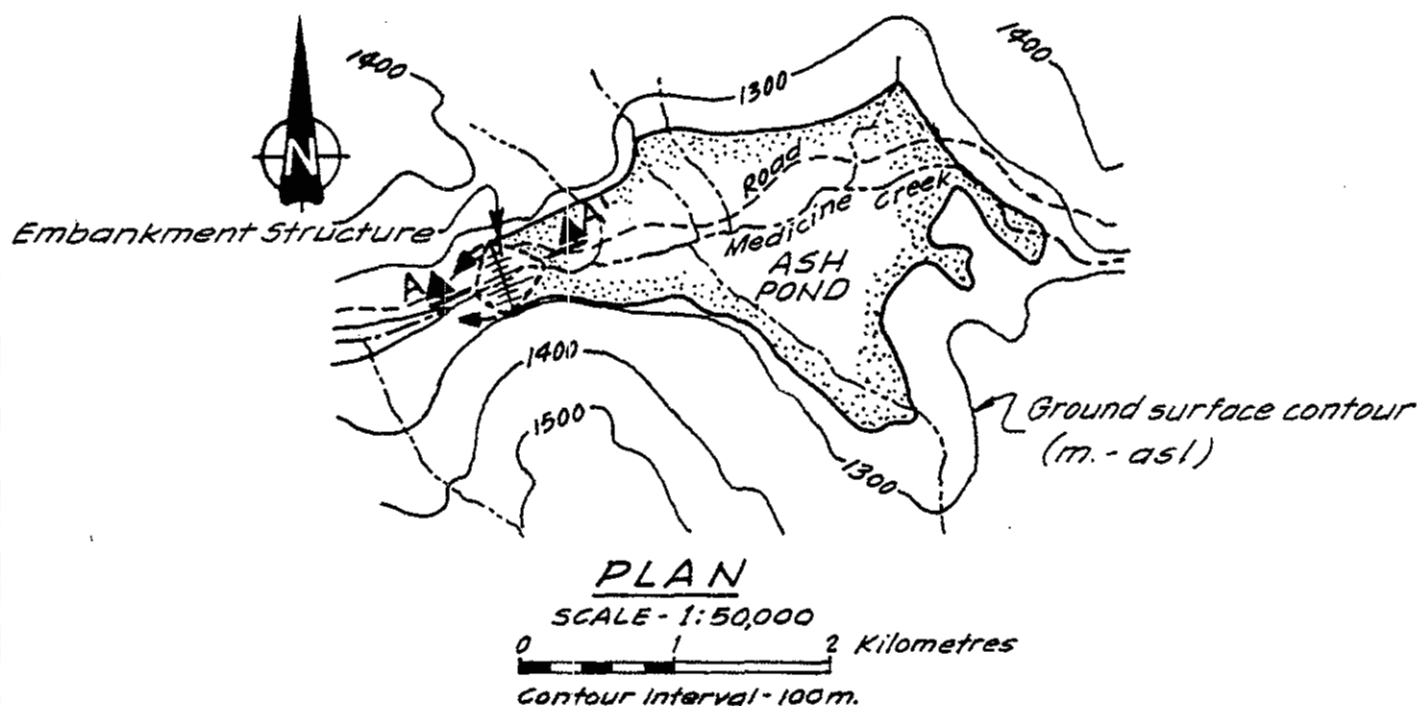 1400
1400
1300
N
Road
Embankment Structure
A'
Medicine Creek
A
ASH
POND
1400
Ground surface contour
(m.- asl)
1500
1300
PLAN
SCALE - 1:50,000
0 1 2 Kilometres
Contour Interval - 100m.